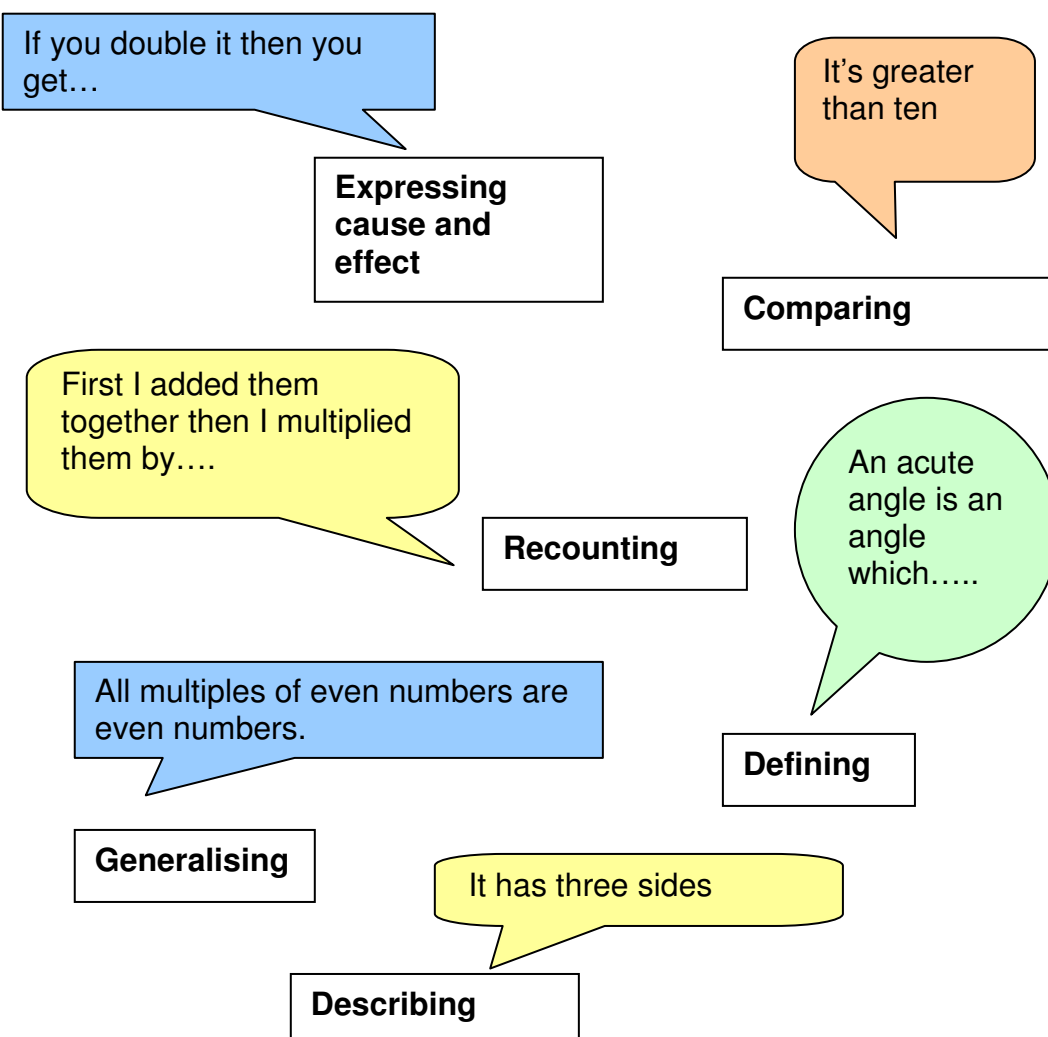 If you double it then you
get…
It's greater
than ten
Expressing
cause and
effect
Comparing
First I added them
together then I multiplied
them by….
An acute
angle is an
angle
which…..
Recounting
All multiples of even numbers are
even numbers.
Defining
Generalising
It has three sides
Describing